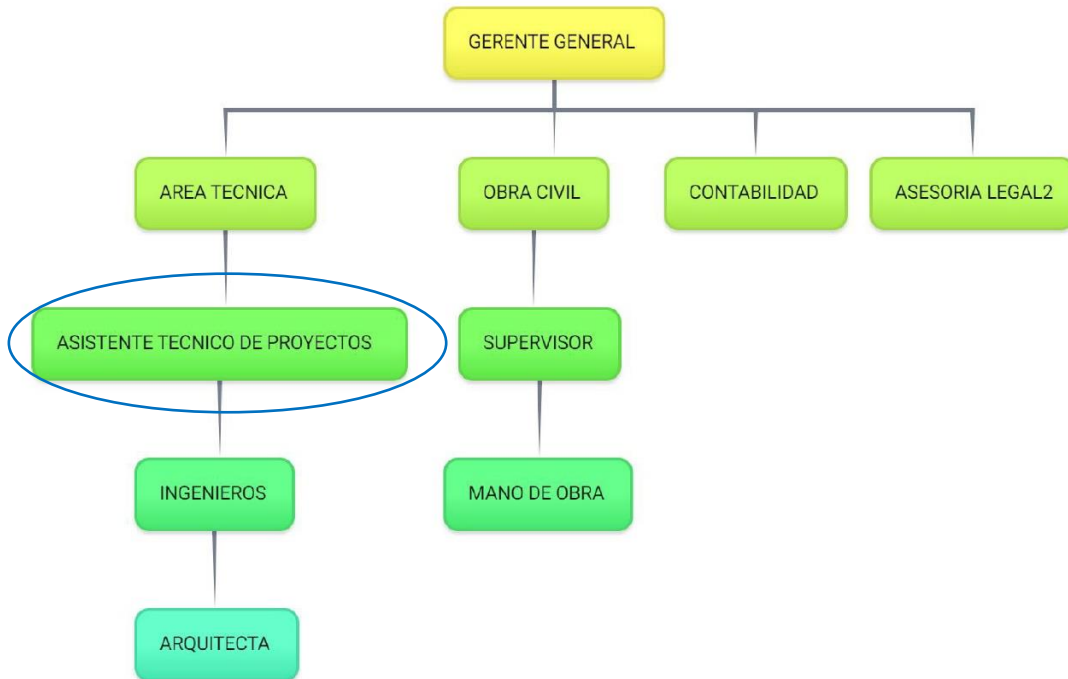 GERENTE GENERAL
AREA TECNICA
OBRA CIVIL
CONTABILIDAD
ASESORIA LEGAL2
ASISTENTE TECNICO DE PROYECTOS
SUPERVISOR
INGENIEROS
MANO DE OBRA
ARQUITECTA